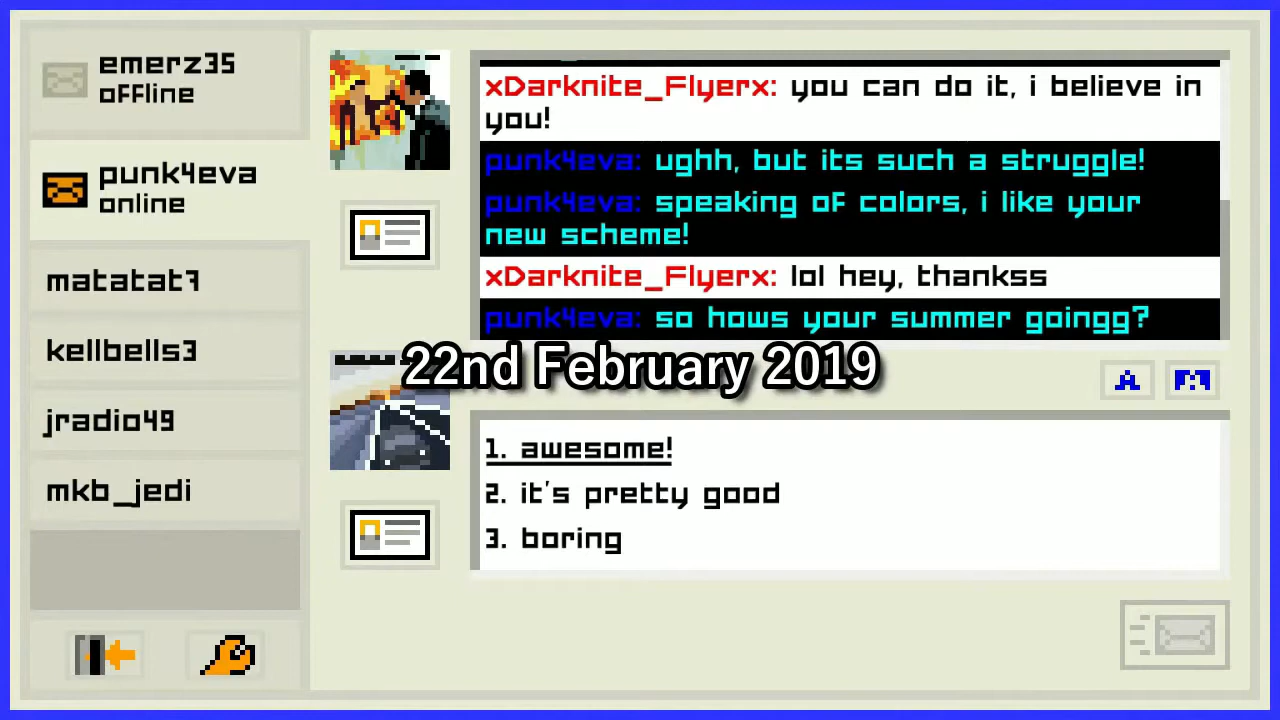 emerz35
offline
punk4eva
online
matatat7
kellbells3
jradio49
mkb_jedi
xDarknite_Flyerx: you can do it, i believe in
you!
punk4eva: ughh, but its such a struggle!
punk4eva: speaking of colors, i like your
new scheme!
xDarknite_Flyerx: lol hey, thankss
punk4eva: so hows your summer goingg?
22nd February 2019
A
1. awesome!
2. it's pretty good
3. boring